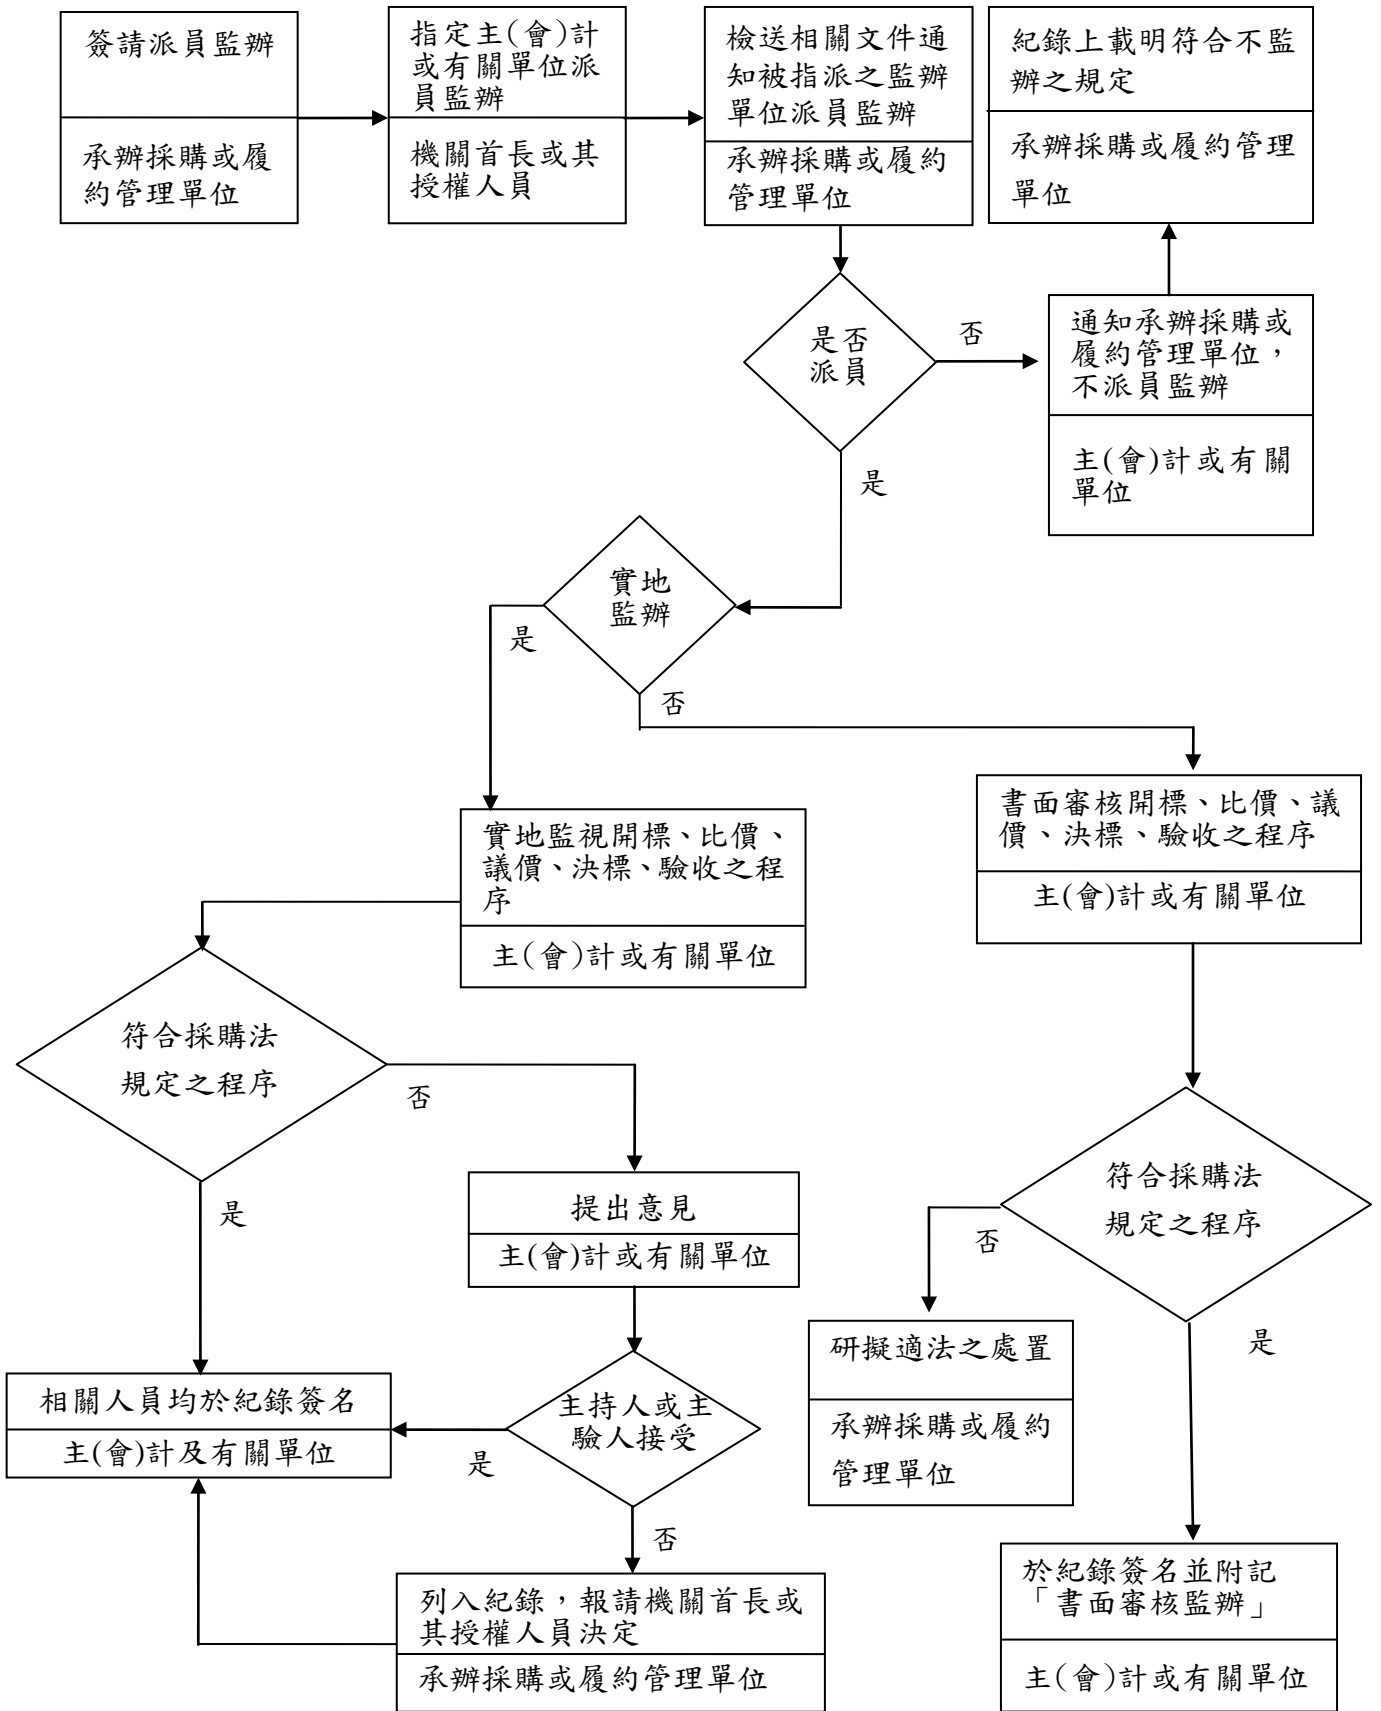 簽請派員監辦
承辦採購或履
約管理單位
指定主(會)計
或有關單位派
員監辦
機關首長或其
授權人員
檢送相關文件通
知被指派之監辦
單位派員監辦
承辦採購或履約
管理單位
紀錄上載明符合不監
辦之規定
承辦採購或履約管理
單位
是否
派員
否
通知承辦採購或
履約管理單位，
不派員監辦
主(會)計或有關
單位
是
實地
監辦
是
否
實地監視開標、比價、
議價、決標、驗收之程
序
主(會)計或有關單位
書面審核開標、比價、議
價、決標、驗收之程序
主(會)計或有關單位
符合採購法
規定之程序
否
是
提出意見
主(會)計或有關單位
符合採購法
規定之程序
否
是
研擬適法之處置
承辦採購或履約
管理單位
相關人員均於紀錄簽名
主(會)計及有關單位
主持人或主
驗人接受
是
否
列入紀錄，報請機關首長或
其授權人員決定
承辦採購或履約管理單位
於紀錄簽名並附記
「書面審核監辦」
主(會)計或有關單位